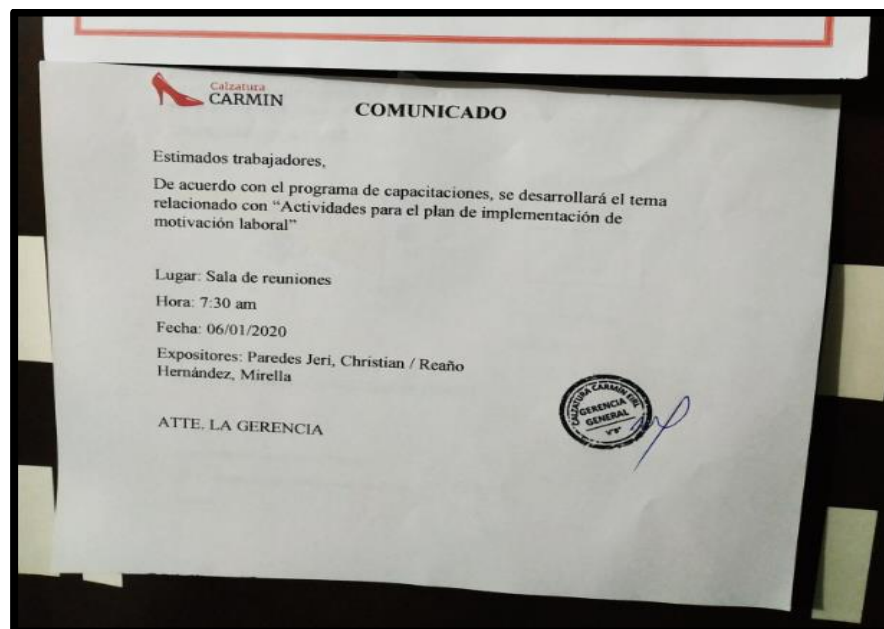 Calzatura
CARMIN
COMUNICADO
Estimados trabajadores,
De acuerdo con el programa de capacitaciones, se desarrollará el tema
relacionado con “Actividades para el plan de implementación de
motivación laboral”
Lugar: Sala de reuniones
Hora: 7:30 am
Fecha: 06/01/2020
Expositores: Paredes Jeri, Christian / Reaño
Hernández, Mirella
ATTE. LA GERENCIA
CALZATURA CARMIN EIRL
GERENCIA
GENERAL
VºBº